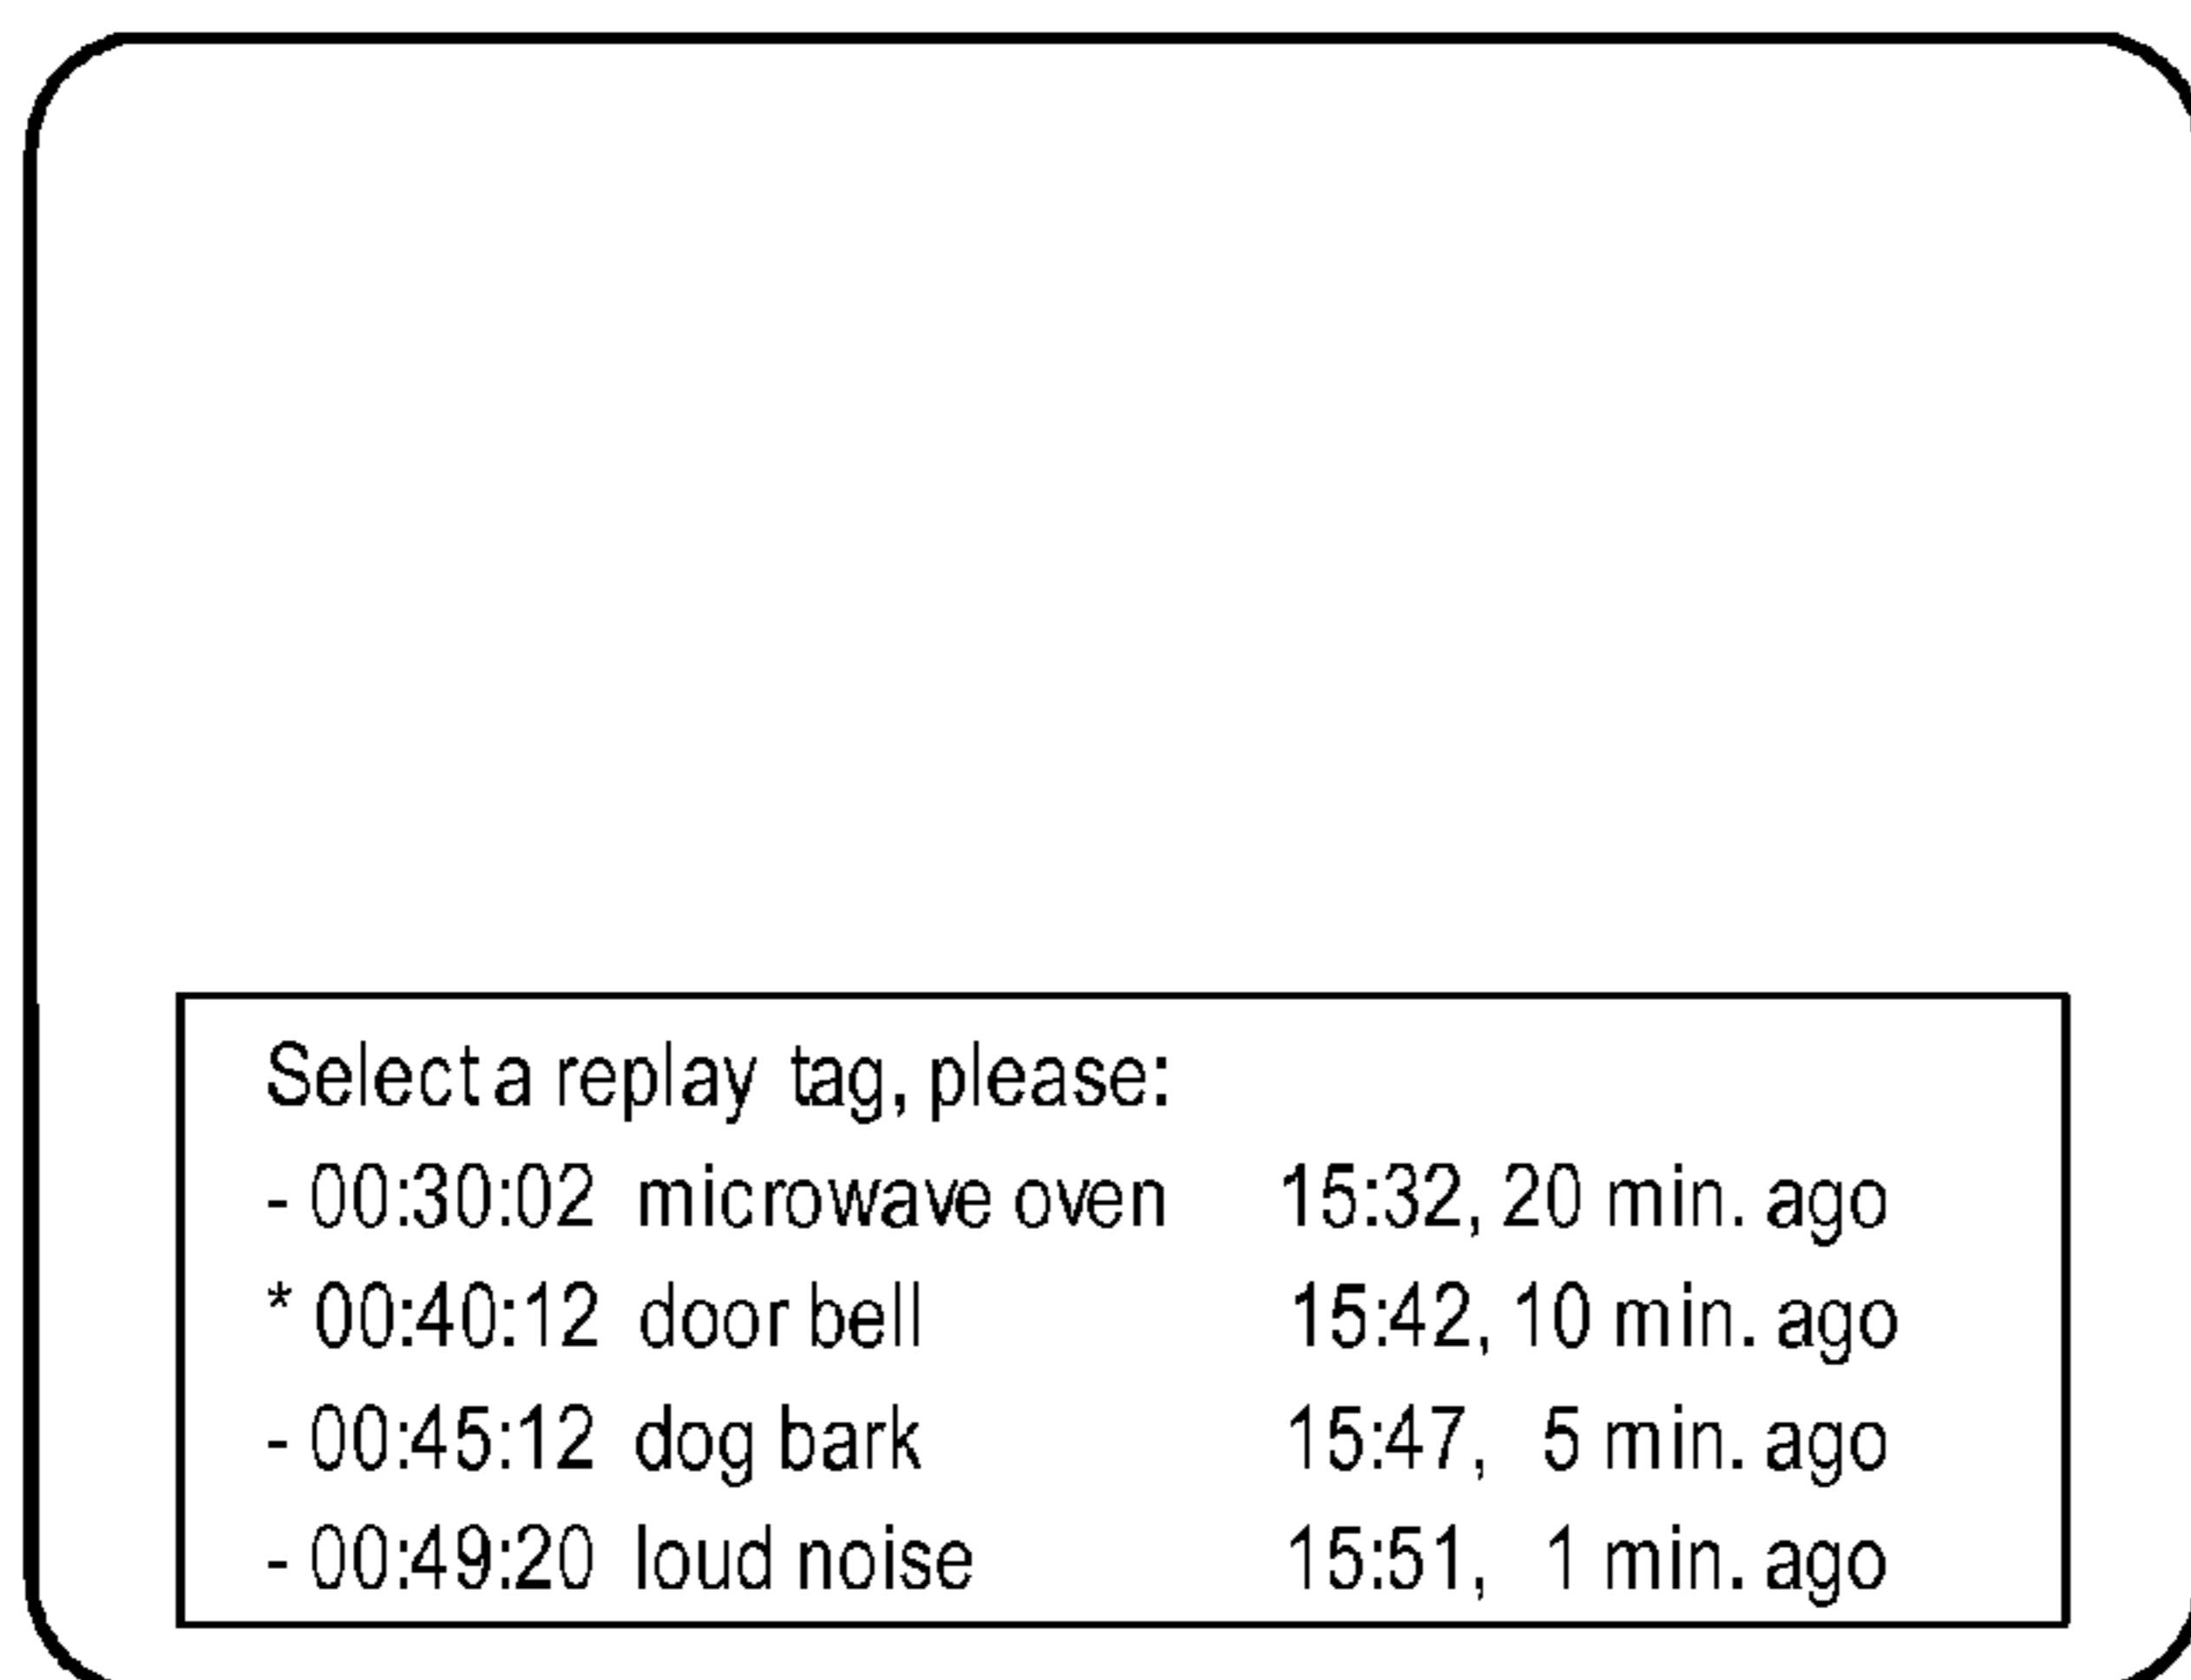 Select a replay tag, please:
- 00:30:02 microwave oven 15:32, 20 min. ago
* 00:40:12 door bell 15:42, 10 min. ago
- 00:45:12 dog bark 15:47, 5 min. ago
- 00:49:20 loud noise 15:51, 1 min. ago